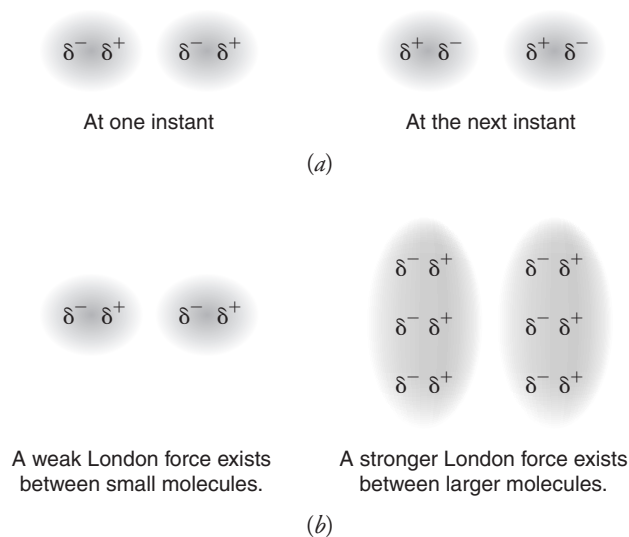 δ⁻ δ⁺ δ⁻ δ⁺ δ⁺ δ⁻ δ⁺ δ⁻
At one instant At the next instant
(a)
δ⁻ δ⁺ δ⁻ δ⁺
δ⁻ δ⁺ δ⁻ δ⁺ δ⁻ δ⁺ δ⁻ δ⁺
δ⁻ δ⁺ δ⁻ δ⁺
A weak London force exists
between small molecules.
A stronger London force exists
between larger molecules.
(b)